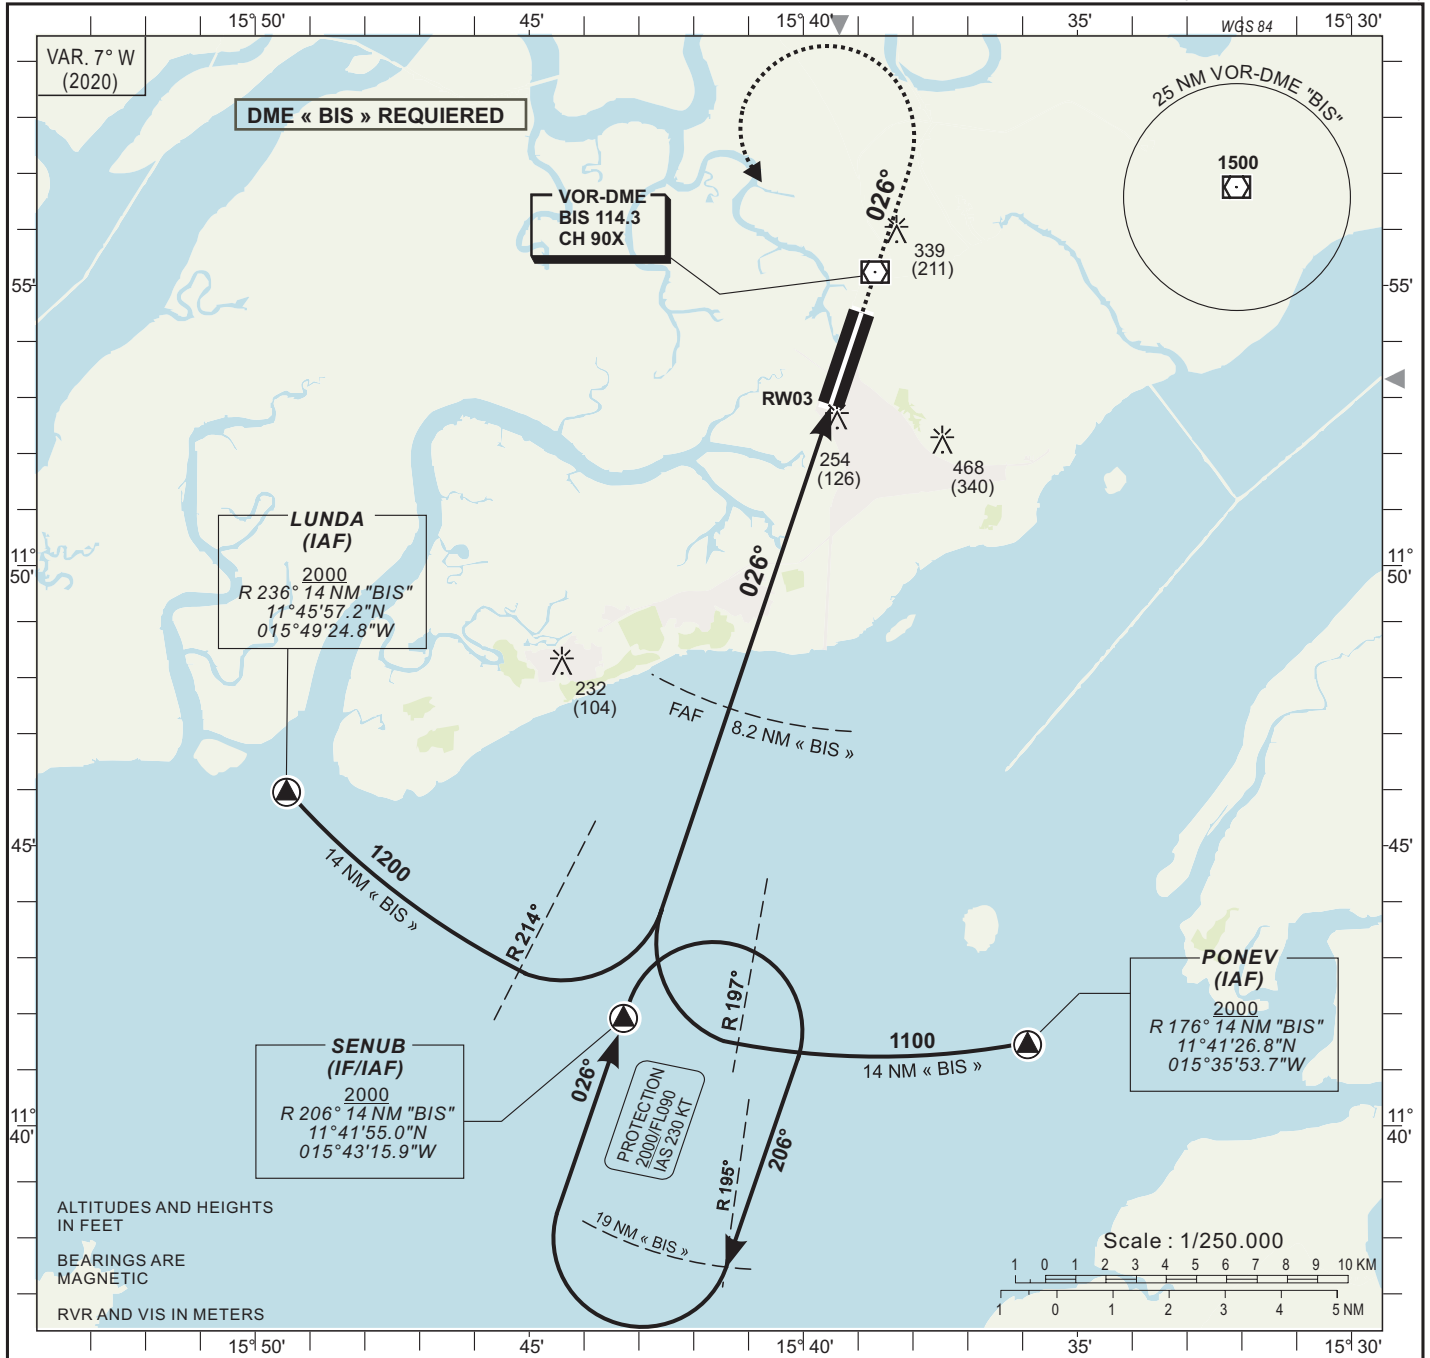 15° 50'
45'
15° 40'
35'
15° 30'
WGS 84
VAR. 7° W
(2020)
DME « BIS » REQUIERED
25 NM VOR-DME "BIS"
1500
VOR-DME
BIS 114.3
CH 90X
026°
339
(211)
55'
55'
RW03
254
(126)
468
(340)
LUNDA
(IAF)
2000
R 236° 14 NM "BIS"
11°45'57.2"N
015°49'24.8"W
11°
50'
11°
50'
026°
232
(104)
FAF
8.2 NM « BIS »
45'
45'
1200
14 NM « BIS »
R 214°
R 197°
PONEV
(IAF)
2000
R 176° 14 NM "BIS"
11°41'26.8"N
015°35'53.7"W
1100
14 NM « BIS »
SENUB
(IF/IAF)
2000
R 206° 14 NM "BIS"
11°41'55.0"N
015°43'15.9"W
026°
PROTECTION
2000/FL090
IAS 230 KT
206°
R 195°
19 NM « BIS »
11°
40'
11°
40'
ALTITUDES AND HEIGHTS
IN FEET
BEARINGS ARE
MAGNETIC
RVR AND VIS IN METERS
Scale : 1/250.000
1 0 1 2 3 4 5 6 7 8 9 10 KM
1 0 1 2 3 4 5 NM
15° 50'
45'
15° 40'
35'
15° 30'